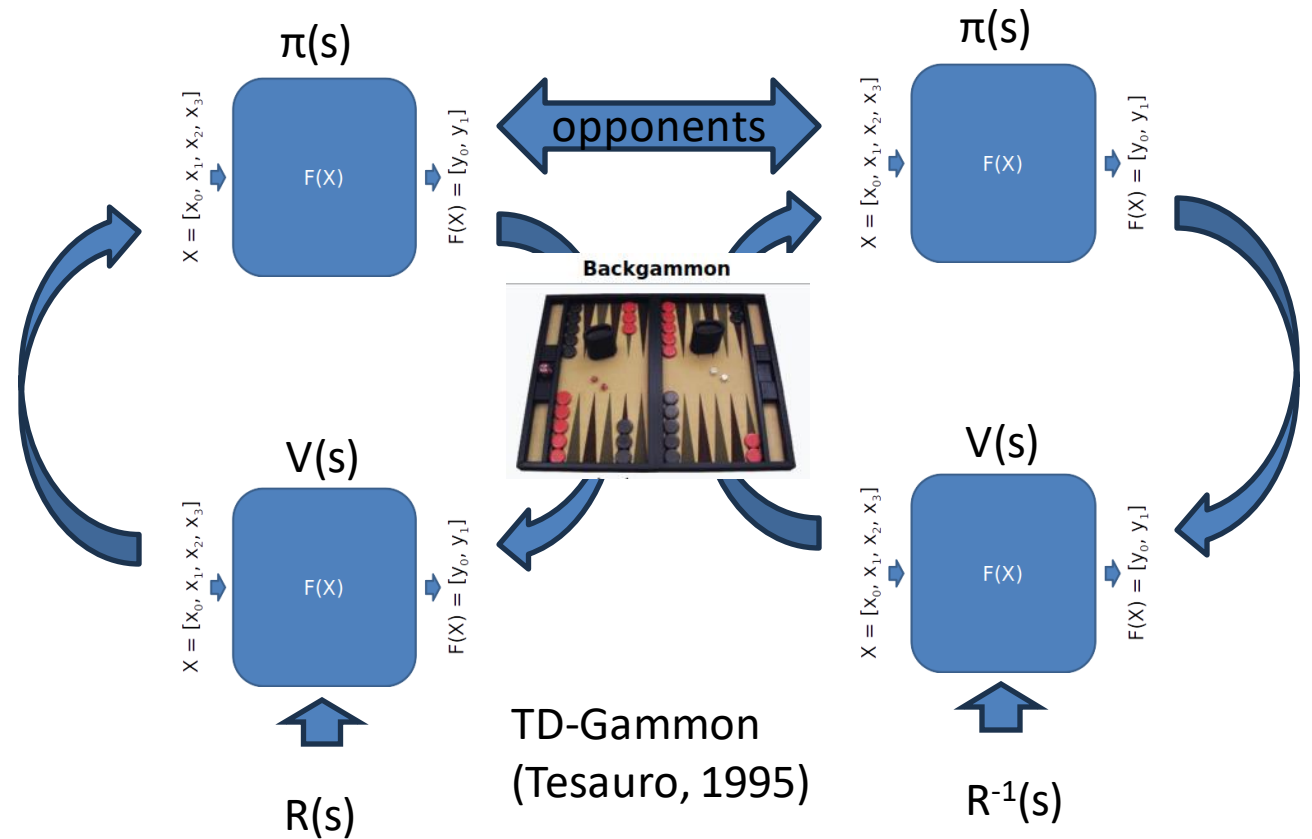 π(s)
π(s)
X = [x₀, x₁, x₂, x₃]
F(X)
F(X) = [y₀, y₁]
opponents
X = [x₀, x₁, x₂, x₃]
F(X)
F(X) = [y₀, y₁]
Backgammon
V(s)
V(s)
X = [x₀, x₁, x₂, x₃]
F(X)
F(X) = [y₀, y₁]
X = [x₀, x₁, x₂, x₃]
F(X)
F(X) = [y₀, y₁]
R(s)
TD-Gammon
(Tesauro, 1995)
R⁻¹(s)